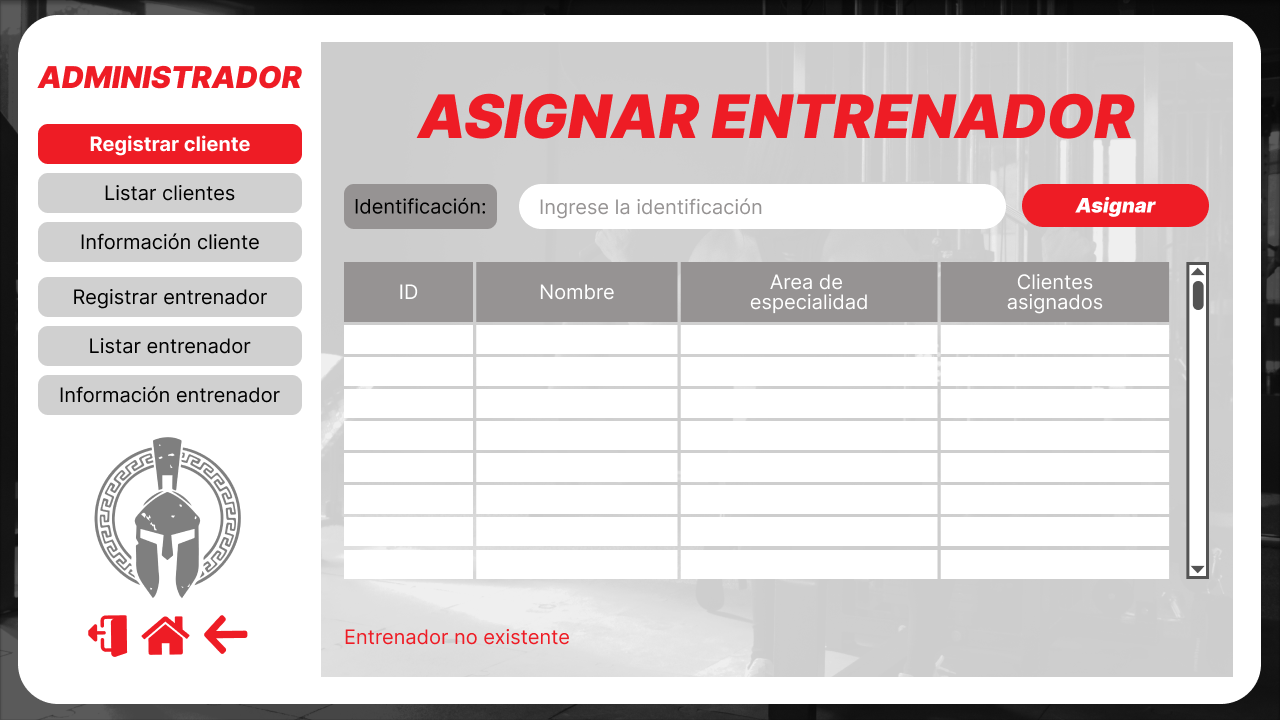 ADMINISTRADOR
Registrar cliente
Listar clientes
Información cliente
Registrar entrenador
Listar entrenador
Información entrenador
ASIGNAR ENTRENADOR
Identificación:
Ingrese la identificación
Asignar
ID
Nombre
Area de
especialidad
Clientes
asignados
Entrenador no existente